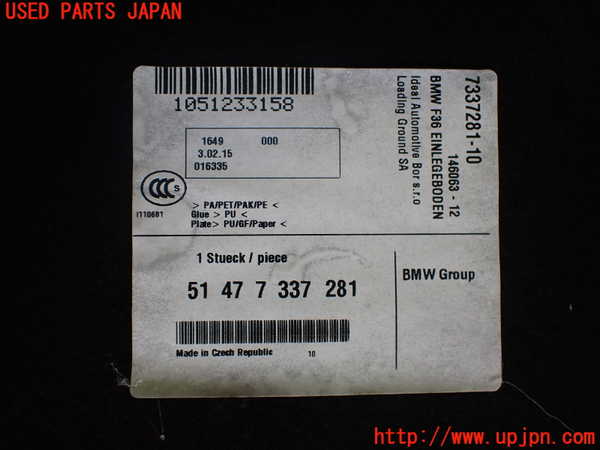 USED PARTS JAPAN
1051233158
1649 000
3.02.15
016335
CCC S
I110681
> PA/PET/PAK/PE <
Glue > PU <
Plate> PU/GF/Paper <
7337281-10
146063 - 12
BMW F36 EINLEGEBODEN
Ideal Automotive Bor s.r.o
Loading Ground SA
1 Stueck / piece
51 47 7 337 281
Made in Czech Republic 10
BMW Group
http://www.upjpn.com/